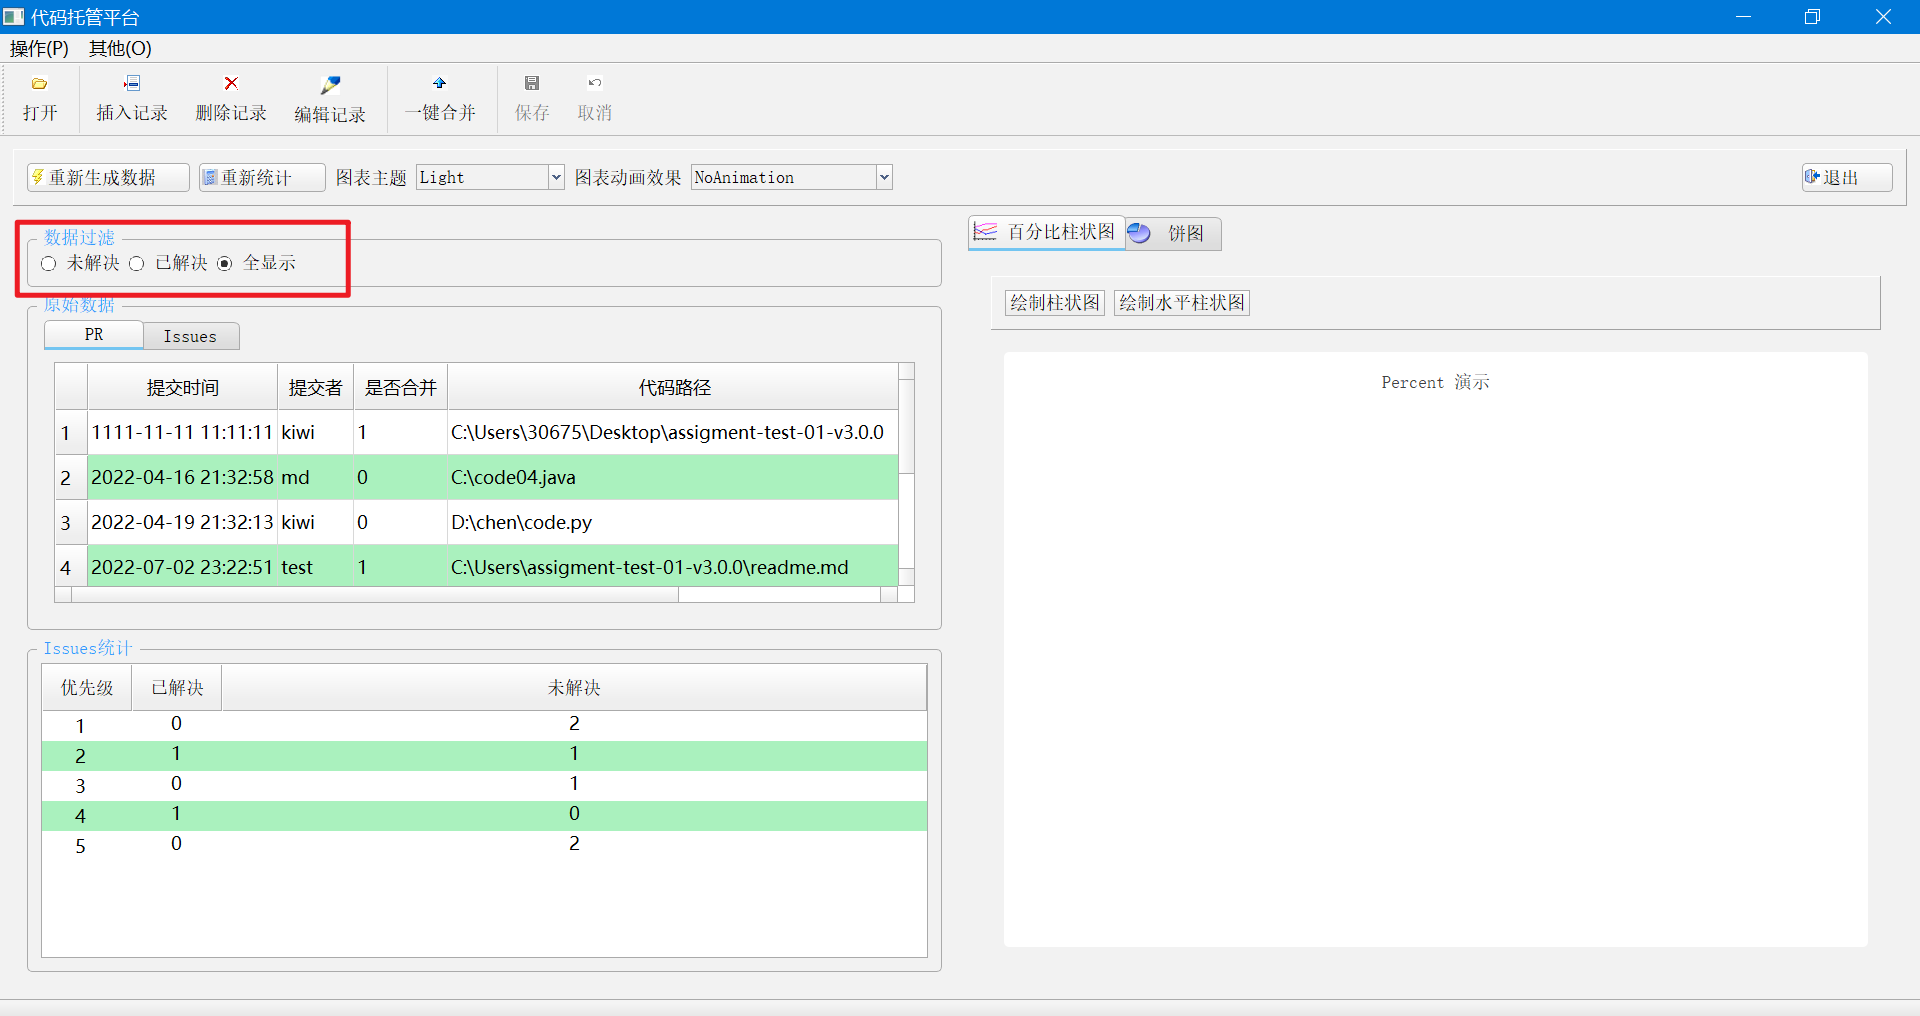 代码托管平台
操作(P) 其他(O)
打开 插入记录 删除记录 编辑记录 一键合并 保存 取消
重新生成数据 重新统计 图表主题 Light 图表动画效果 NoAnimation 退出
数据过滤
未解决 已解决 全显示
原始数据
PR Issues
提交时间 提交者 是否合并 代码路径
1 1111-11-11 11:11:11 kiwi 1 C:\Users\30675\Desktop\assigment-test-01-v3.0.0
2 2022-04-16 21:32:58 md 0 C:\code04.java
3 2022-04-19 21:32:13 kiwi 0 D:\chen\code.py
4 2022-07-02 23:22:51 test 1 C:\Users\assigment-test-01-v3.0.0\readme.md
Issues统计
优先级 已解决 未解决
1 0 2
2 1 1
3 0 1
4 1 0
5 0 2
百分比柱状图 饼图
绘制柱状图 绘制水平柱状图
Percent 演示